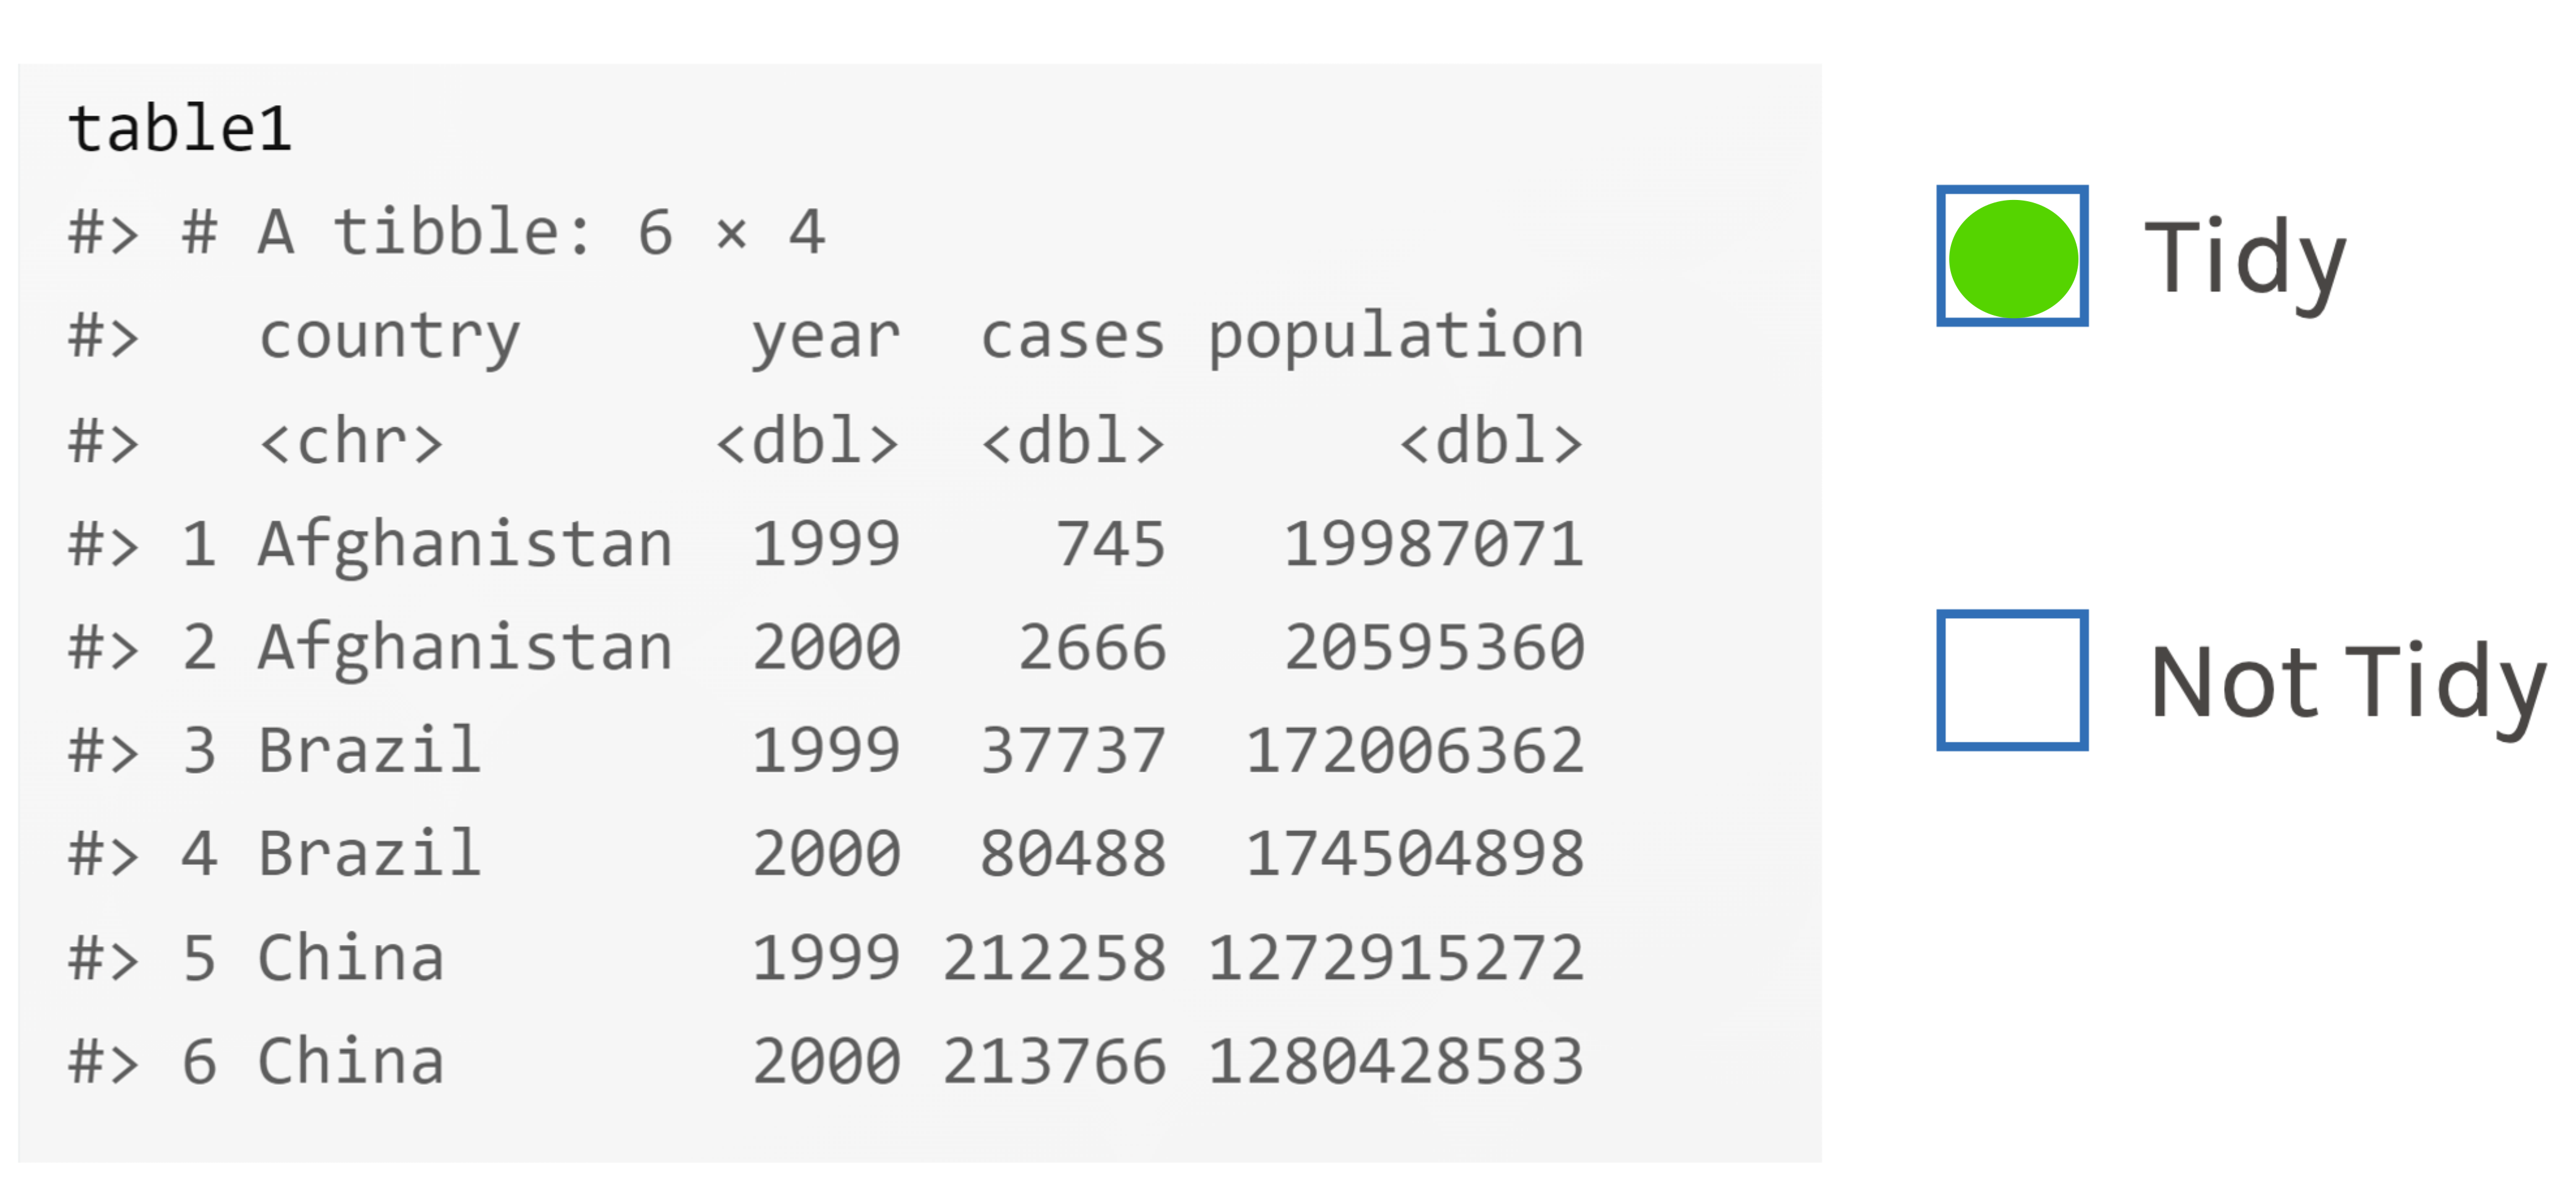 table1
#> # A tibble: 6 × 4
#>   country      year  cases population
#>   <chr>       <dbl>  <dbl>      <dbl>
#> 1 Afghanistan  1999    745   19987071
#> 2 Afghanistan  2000   2666   20595360
#> 3 Brazil       1999  37737  172006362
#> 4 Brazil       2000  80488  174504898
#> 5 China        1999 212258 1272915272
#> 6 China        2000 213766 1280428583
Tidy
Not Tidy